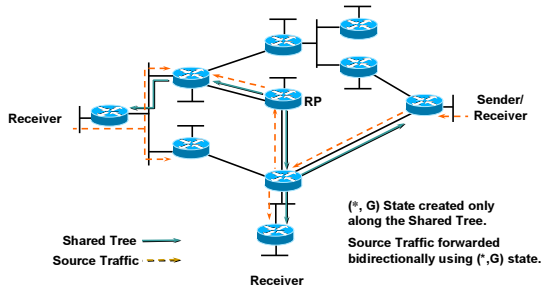 RP
Sender/
Receiver
Receiver
(*, G) State created only
along the Shared Tree.
Source Traffic forwarded
bidirectionally using (*,G) state.
Shared Tree
Source Traffic
Receiver